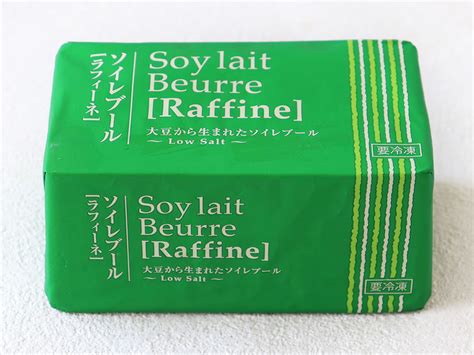 ソイレブール
[ラフィーネ]
Soy lait
Beurre
[Raffine]
大豆から生まれたソイレブール
〜Low Salt〜
要冷凍
ソイレブール
[ラフィーネ]
Soy lait
Beurre
[Raffine]
大豆から生まれたソイレブール
〜Low Salt〜
要冷凍